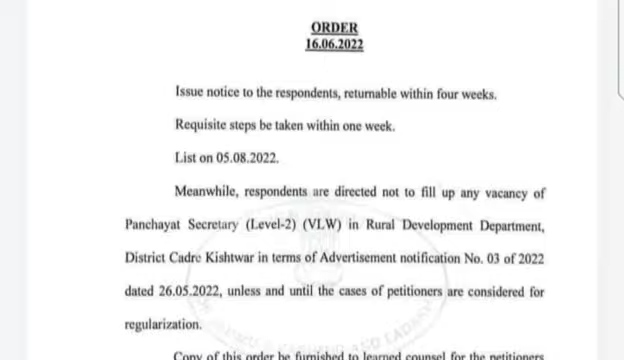 ORDER
16.06.2022
Issue notice to the respondents, returnable within four weeks.
Requisite steps be taken within one week.
List on 05.08.2022.
Meanwhile, respondents are directed not to fill up any vacancy of
Panchayat Secretary (Level-2) (VLW) in Rural Development Department,
District Cadre Kishtwar in terms of Advertisement notification No. 03 of 2022
dated 26.05.2022, unless and until the cases of petitioners are considered for
regularization.
Copy of this order be furnished to learned counsel for the petitioners